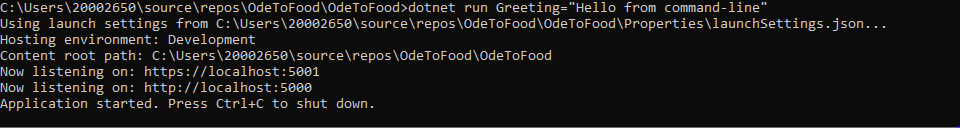 C:\Users\20002650\source\repos\OdeToFood\OdeToFood>dotnet run Greeting="Hello from command-line"
Using launch settings from C:\Users\20002650\source\repos\OdeToFood\OdeToFood\Properties\launchSettings.json...
Hosting environment: Development
Content root path: C:\Users\20002650\source\repos\OdeToFood\OdeToFood
Now listening on: https://localhost:5001
Now listening on: http://localhost:5000
Application started. Press Ctrl+C to shut down.